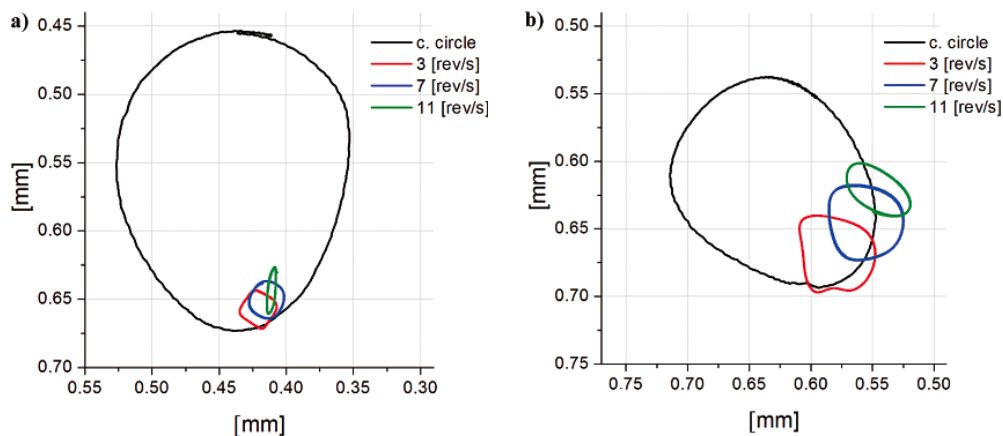 a)
0.45
0.50
0.55
0.60
0.65
0.70
[mm]
0.55 0.50 0.45 0.40 0.35 0.30
[mm]
c. circle
3 [rev/s]
7 [rev/s]
11 [rev/s]
b)
0.50
0.55
0.60
0.65
0.70
0.75
[mm]
0.75 0.70 0.65 0.60 0.55 0.50
[mm]
c. circle
3 [rev/s]
7 [rev/s]
11 [rev/s]